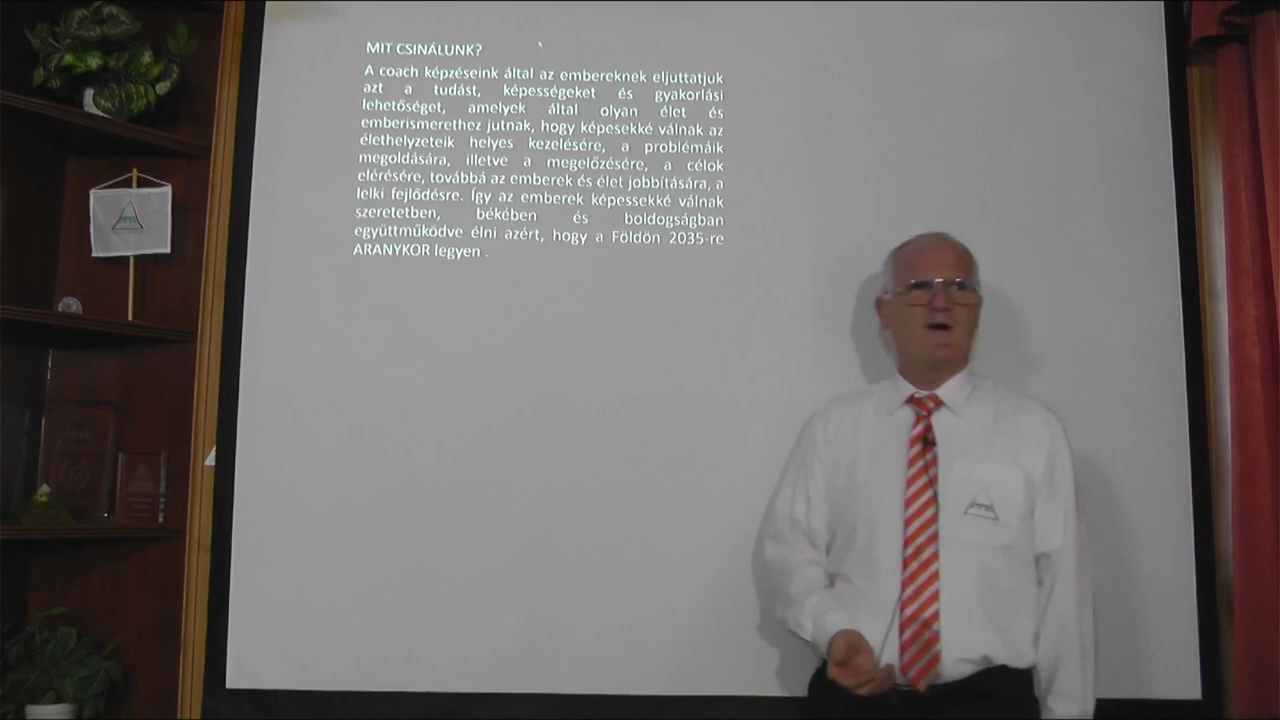 MIT CSINÁLUNK?
A coach képzéseink által az embereknek eljuttatjuk
azt a tudást, képességeket és gyakorlási
lehetőséget, amelyek által olyan élet és
emberismerethez jutnak, hogy képesekké válnak az
élethelyzeteik helyes kezelésére, a problémáik
megoldására, illetve a megelőzésére, a célok
elérésére, továbbá az emberek és élet jobbítására, a
lelki fejlődésre. Így az emberek képessekké válnak
szeretetben, békében és boldogságban
együttműködve élni azért, hogy a Földön 2035-re
ARANYKOR legyen .